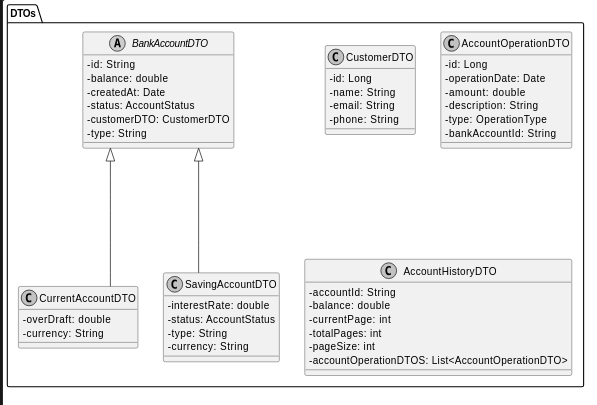 DTOs
A BankAccountDTO
-id: String
-balance: double
-createdAt: Date
-status: AccountStatus
-customerDTO: CustomerDTO
-type: String
C CustomerDTO
-id: Long
-name: String
-email: String
-phone: String
C AccountOperationDTO
-id: Long
-operationDate: Date
-amount: double
-description: String
-type: OperationType
-bankAccountId: String
C CurrentAccountDTO
-overDraft: double
-currency: String
C SavingAccountDTO
-interestRate: double
-status: AccountStatus
-type: String
-currency: String
C AccountHistoryDTO
-accountId: String
-balance: double
-currentPage: int
-totalPages: int
-pageSize: int
-accountOperationDTOS: List<AccountOperationDTO>